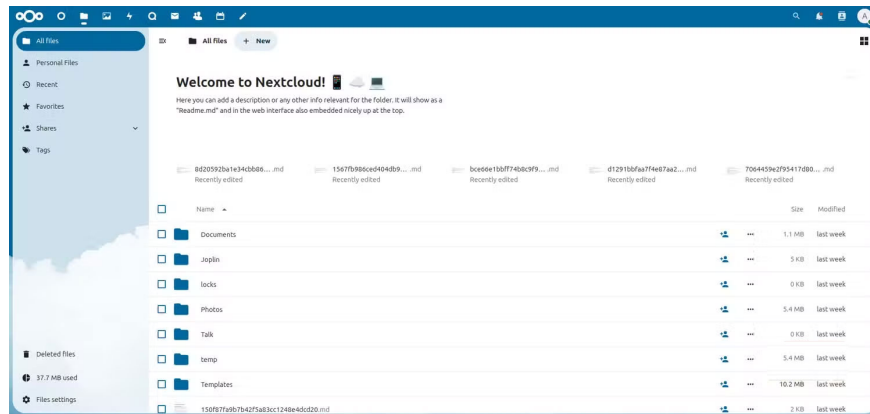 A
All files
Personal Files
Recent
Favorites
Shares
Tags
All files
+ New
Welcome to Nextcloud! 📱 ☁️ 💻
Here you can add a description or any other info relevant for the folder. It will show as a
"Readme.md" and in the web interface also embedded nicely up at the top.
8d20592ba1e34cbb86... .md
Recently edited
1567fb986ced404db9... .md
Recently edited
bce66e1bbff74b8c9f9... .md
Recently edited
d1291bbfaa7f4e87aa2... .md
Recently edited
7064459e2f95417d80... .md
Recently edited
Name
Size
Modified
Documents
1.1 MB
last week
Joplin
5 KB
last week
locks
0 KB
last week
Photos
5.4 MB
last week
Talk
0 KB
last week
temp
5.4 MB
last week
Templates
10.2 MB
last week
150f87fa9b7b42f5a83cc1248e4dcd20.md
2 KB
last week
Deleted files
37.7 MB used
Files settings